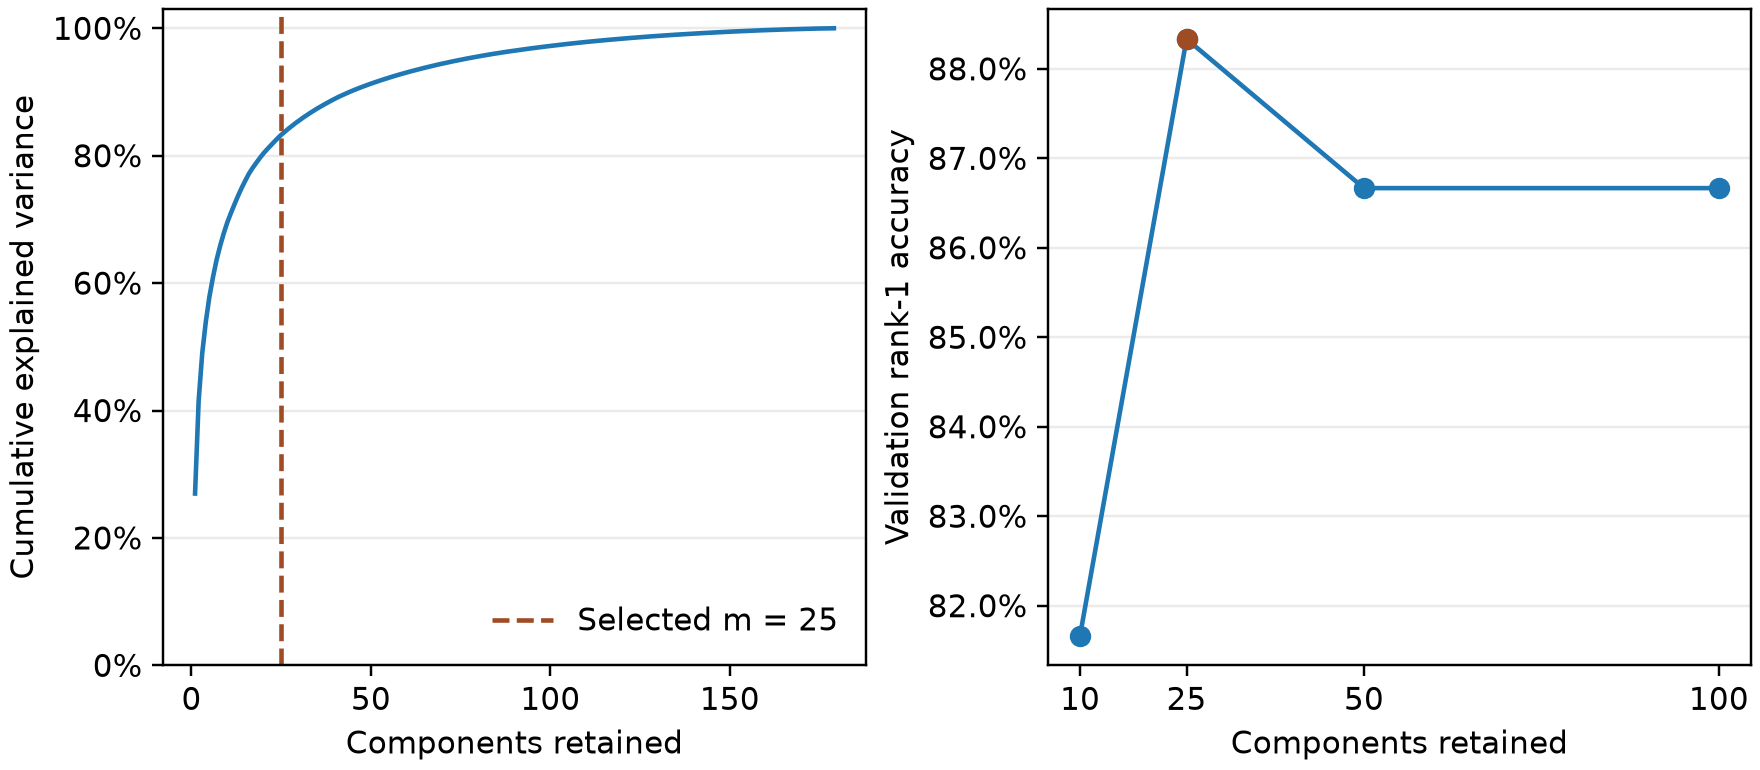 100%
80%
60%
40%
20%
0%
Cumulative explained variance
Selected m = 25
0 50 100 150
Components retained
88.0%
87.0%
86.0%
85.0%
84.0%
83.0%
82.0%
Validation rank-1 accuracy
10 25 50 100
Components retained